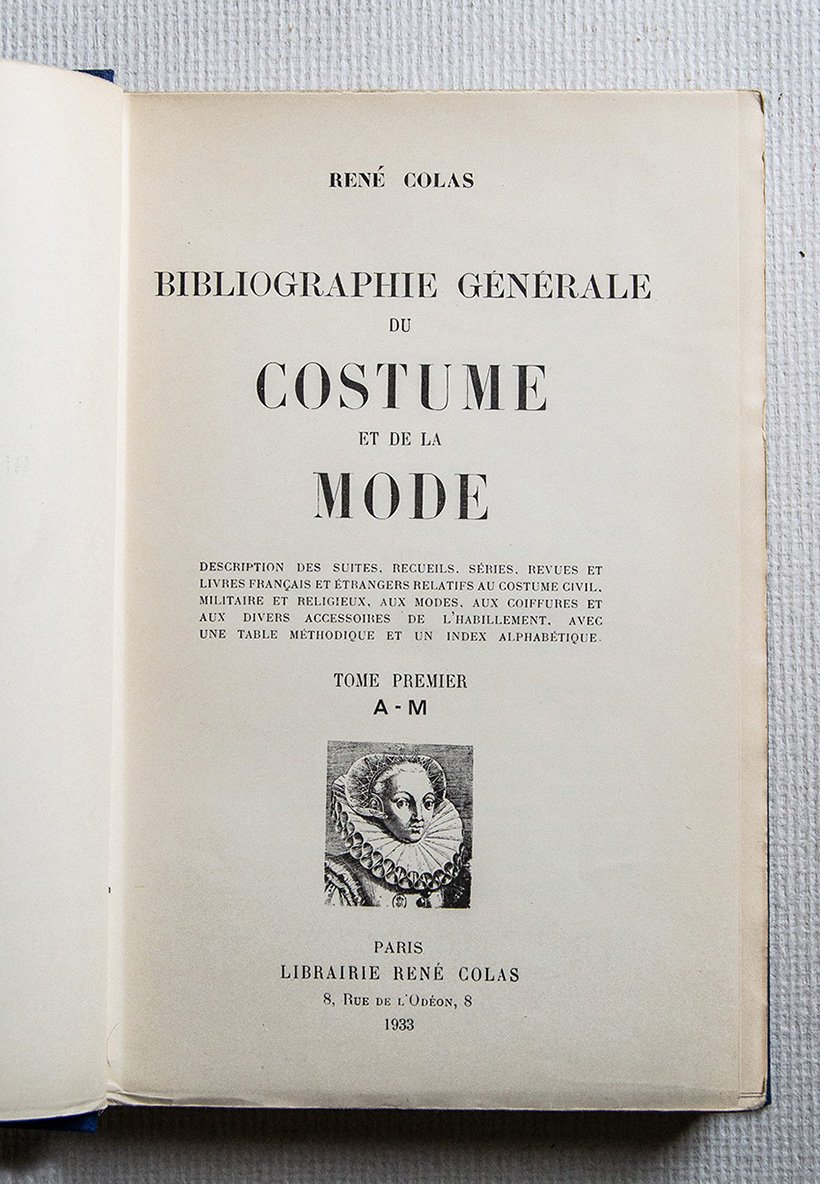 RENÉ COLAS
BIBLIOGRAPHIE GÉNÉRALE
DU
COSTUME
ET DE LA
MODE
DESCRIPTION DES SUITES, RECUEILS, SÉRIES, REVUES ET
LIVRES FRANÇAIS ET ÉTRANGERS RELATIFS AU COSTUME CIVIL,
MILITAIRE ET RELIGIEUX, AUX MODES, AUX COIFFURES ET
AUX DIVERS ACCESSOIRES DE L'HABILLEMENT, AVEC
UNE TABLE MÉTHODIQUE ET UN INDEX ALPHABÉTIQUE.
TOME PREMIER
A - M
PARIS
LIBRAIRIE RENÉ COLAS
8, RUE DE L'ODÉON, 8
1933